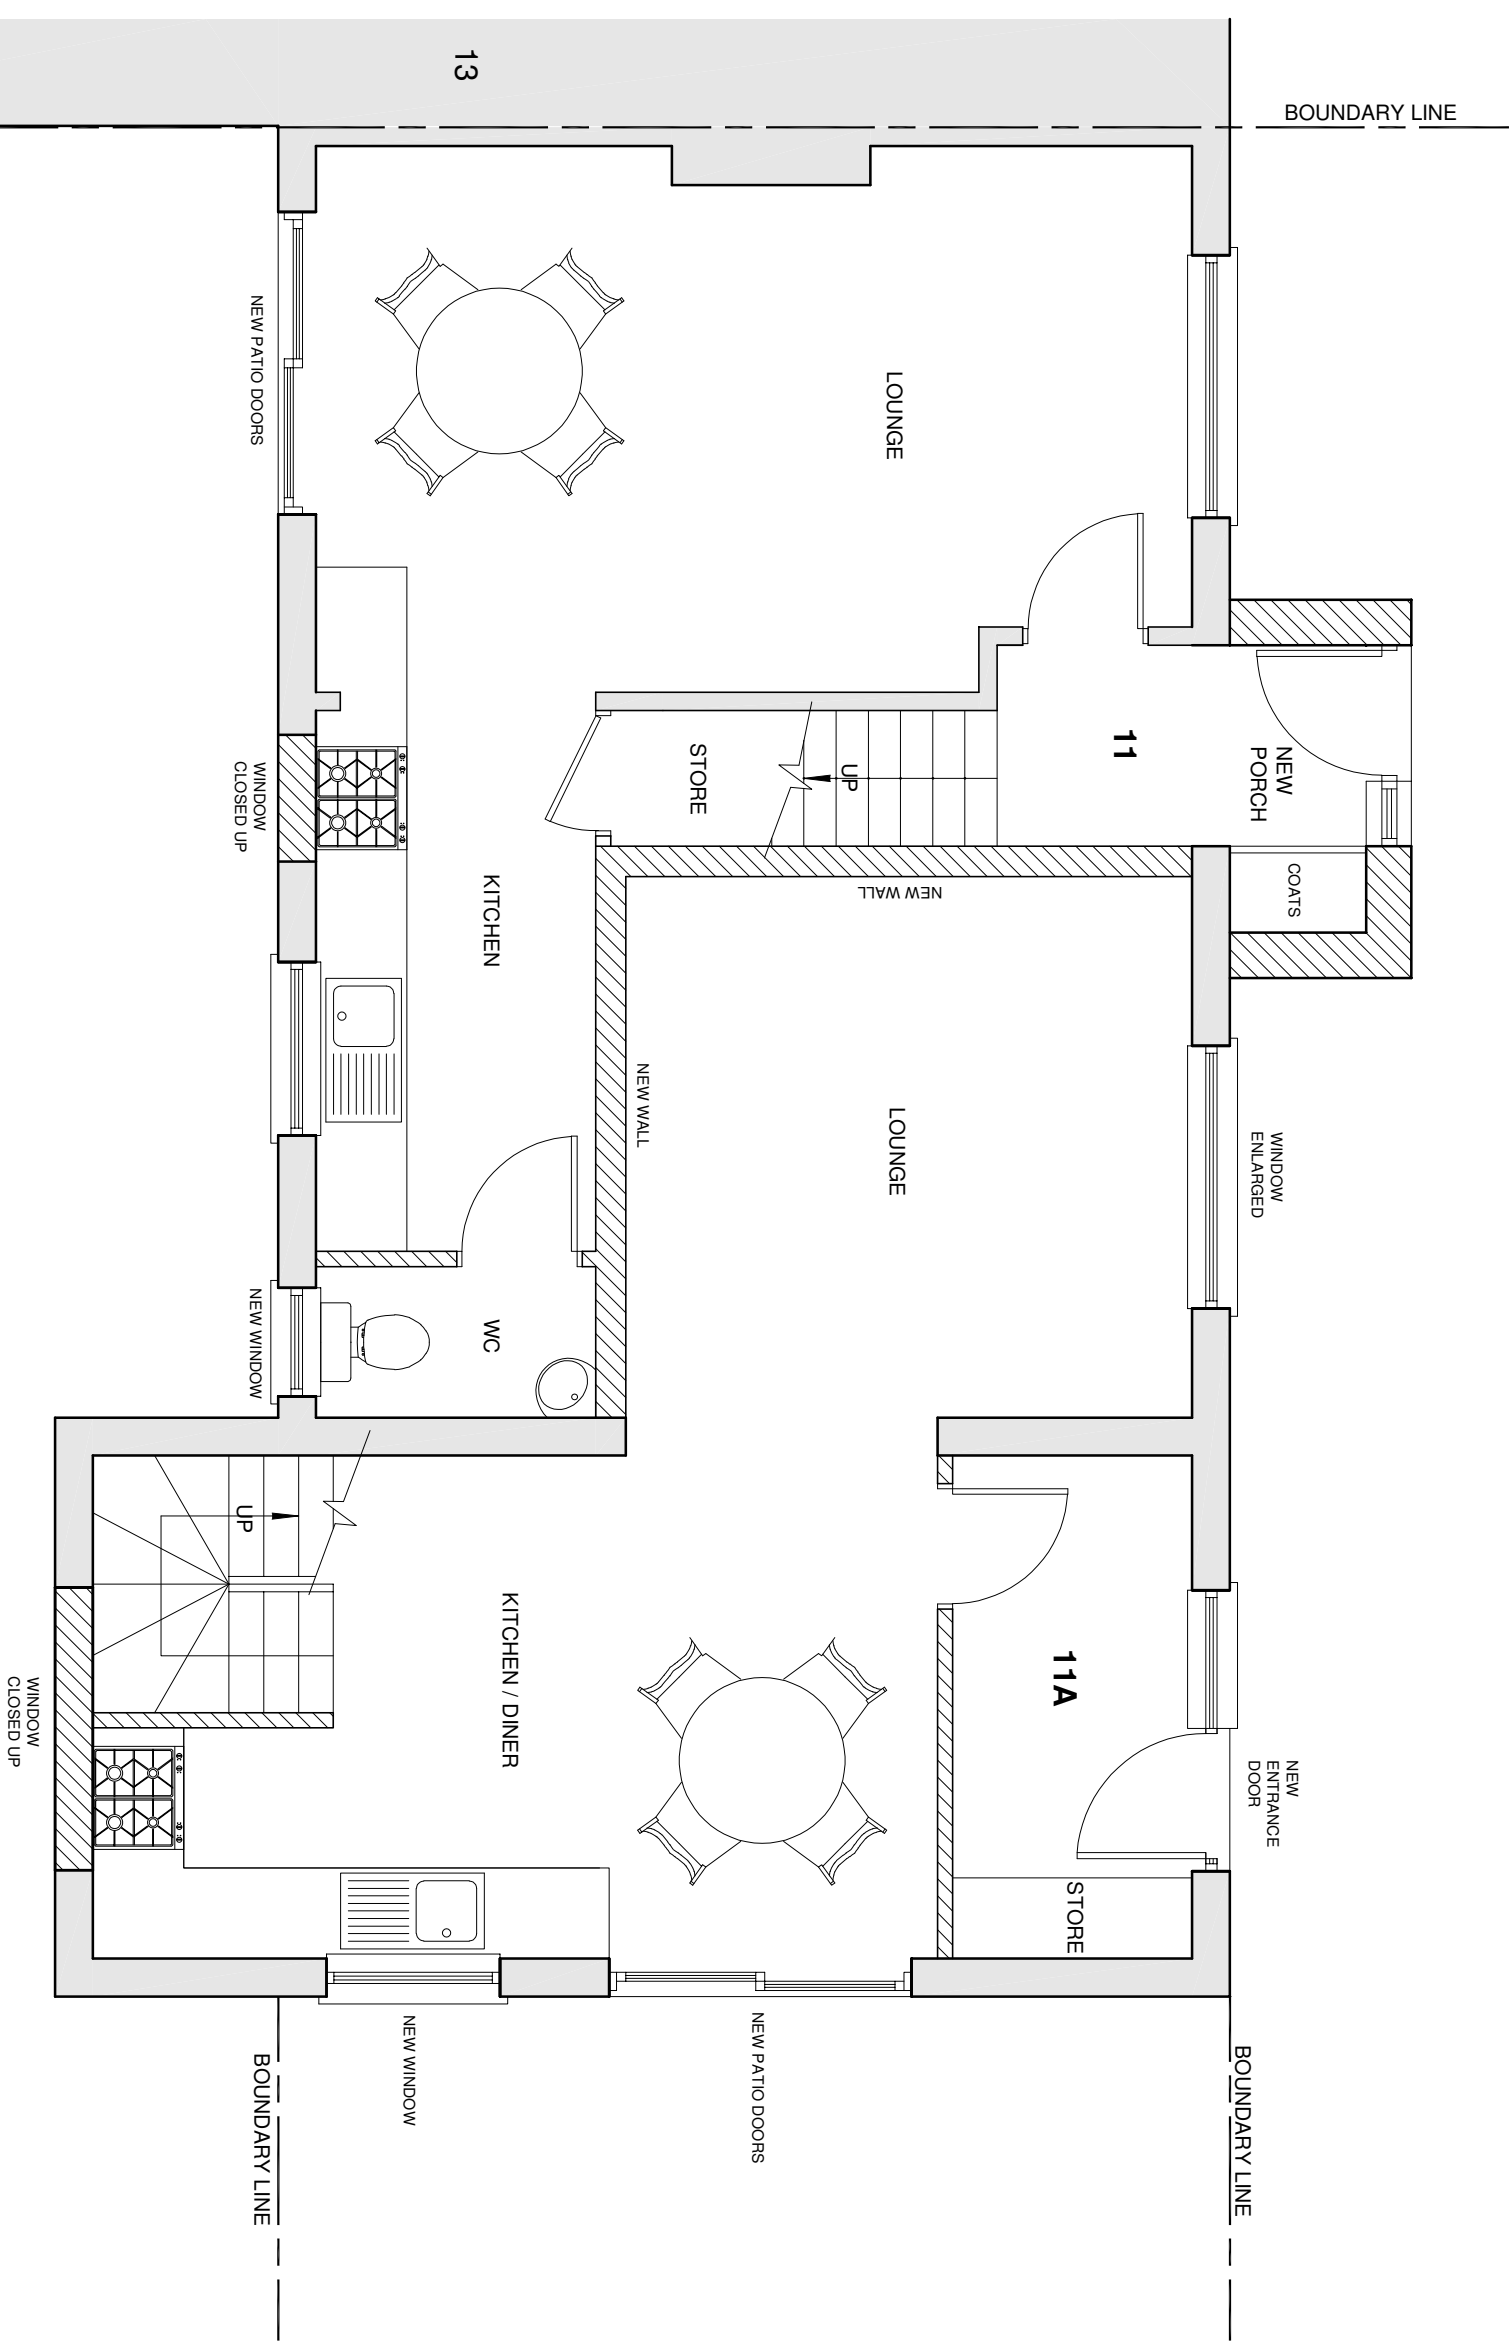 13
BOUNDARY LINE
NEW PATIO DOORS
LOUNGE
11
NEW
PORCH
COATS
UP
STORE
WINDOW
CLOSED UP
KITCHEN
NEW WALL
NEW WALL
LOUNGE
WINDOW
ENLARGED
NEW WINDOW
WC
UP
KITCHEN / DINER
11A
NEW
ENTRANCE
DOOR
STORE
WINDOW
CLOSED UP
NEW WINDOW
NEW PATIO DOORS
BOUNDARY LINE
BOUNDARY LINE